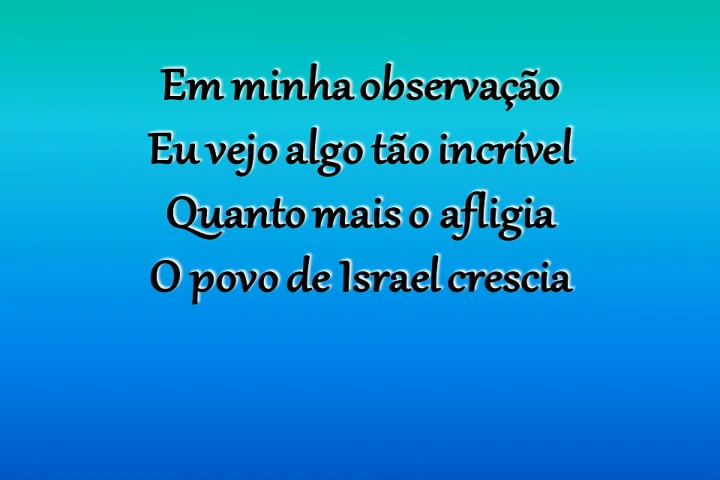 Em minha observação
Eu vejo algo tão incrível
Quanto mais o afligia
O povo de Israel crescia